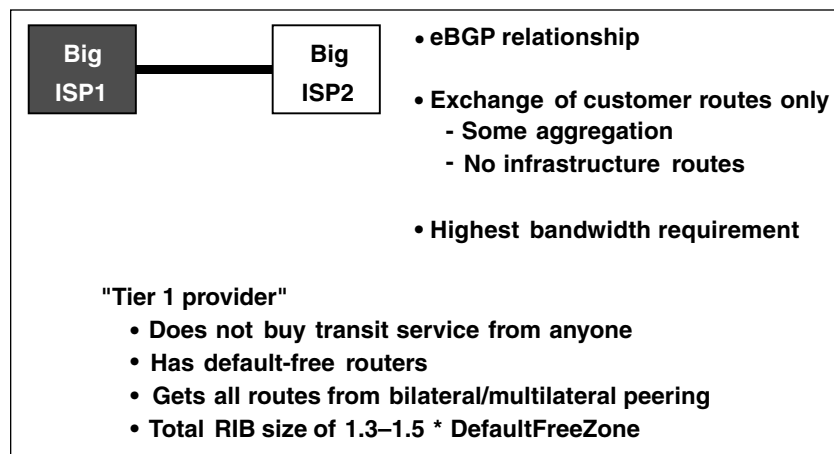 Big
ISP1
Big
ISP2
• eBGP relationship
• Exchange of customer routes only
- Some aggregation
- No infrastructure routes
• Highest bandwidth requirement
"Tier 1 provider"
• Does not buy transit service from anyone
• Has default-free routers
• Gets all routes from bilateral/multilateral peering
• Total RIB size of 1.3–1.5 * DefaultFreeZone